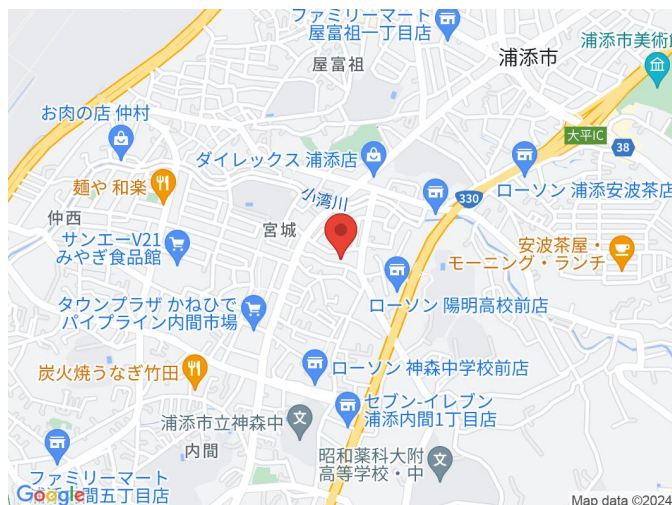 ファミリーマート
屋富祖一丁目店
浦添市
浦添市美術館
屋富祖
お肉の店 仲村
大平IC
38
ダイレックス 浦添店
ローソン 浦添安波茶店
麺や 和楽
小湾川
330
仲西
宮城
サンエーV21
みやぎ食品館
安波茶屋・
モーニング・ランチ
ローソン 陽明高校前店
タウンプラザ かねひで
パイプライン内間市場
ローソン 神森中学校前店
炭火焼うなぎ竹田
セブン-イレブン
浦添内間1丁目店
浦添市立神森中
文
内間
昭和薬科大附
高等学校・中
文
ファミリーマート
間五丁目店
Google
Map data ©2024